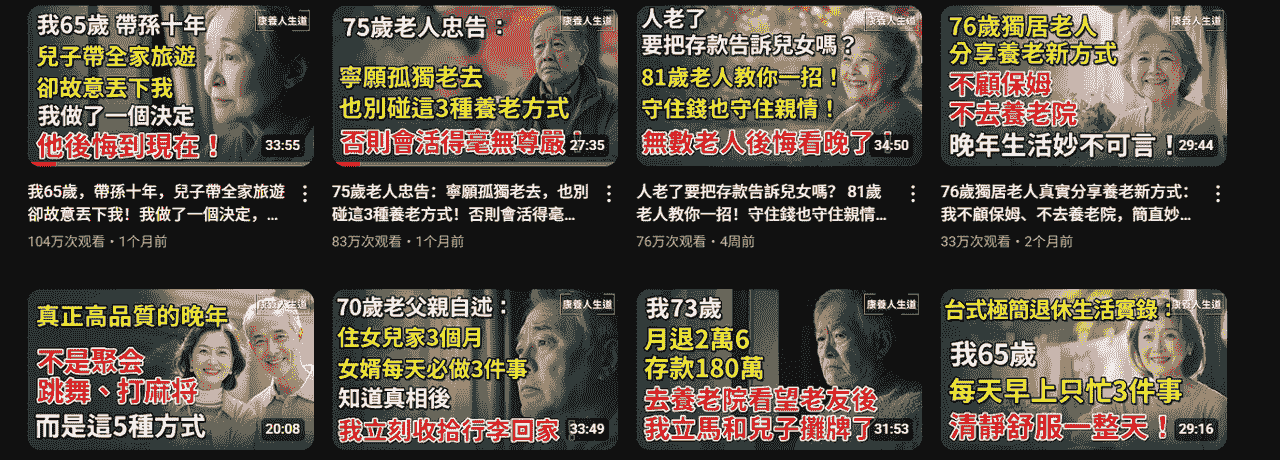 我65歲 帶孫十年
康養人生道
兒子帶全家旅遊
卻故意丟下我
我做了一個決定
他後悔到現在！
33:55
75歲老人忠告：
康養人生道
寧願孤獨老去
也別碰這3種養老方式
否則會活得毫無尊嚴！
27:35
人老了
康養人生道
要把存款告訴兒女嗎？
81歲老人教你一招！
守住錢也守住親情！
無數老人後悔看晚了！
34:50
76歲獨居老人
康養人生道
分享養老新方式
不顧保姆
不去養老院
晚年生活妙不可言！
29:44
我65歲，帶孫十年，兒子帶全家旅遊
卻故意丟下我！我做了一個決定，...
104万次观看・1个月前
75歲老人忠告：寧願孤獨老去，也別
碰這3種養老方式！否則會活得毫...
83万次观看・1个月前
人老了要把存款告訴兒女嗎？ 81歲
老人教你一招！守住錢也守住親情...
76万次观看・4周前
76歲獨居老人真實分享養老新方式：
我不顧保姆、不去養老院，簡直妙...
33万次观看・2个月前
康養人生道
真正高品質的晚年
不是聚会
跳舞、打麻将
而是這5種方式
20:08
70歲老父親自述：
康養人生道
住女兒家3個月
女婿每天必做3件事
知道真相後
我立刻收拾行李回家
33:49
我73歲
康養人生道
月退2萬6
存款180萬
去養老院看望老友後
我立馬和兒子攤牌了
31:53
台式極簡退休生活實錄：
康養人生道
我65歲
每天早上只忙3件事
清靜舒服一整天！
29:16